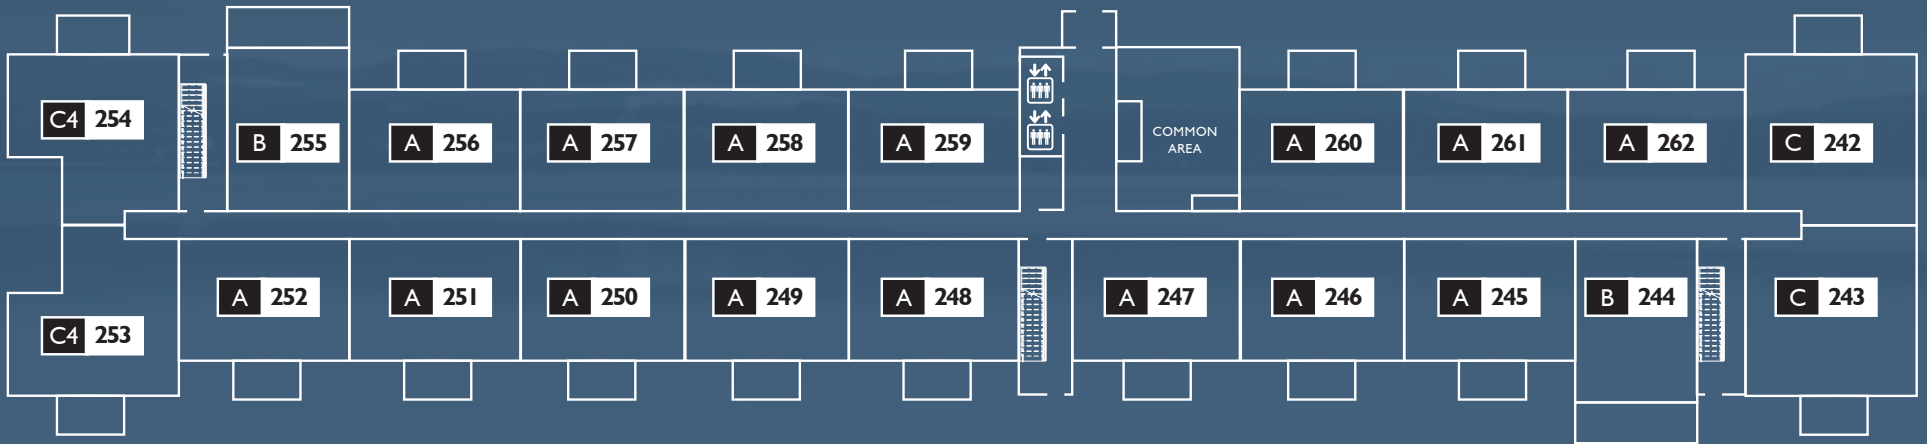 C4 254
B 255
A 256
A 257
A 258
A 259
COMMON
AREA
A 260
A 261
A 262
C 242
A 252
A 251
A 250
A 249
A 248
A 247
A 246
A 245
B 244
C 243
C4 253